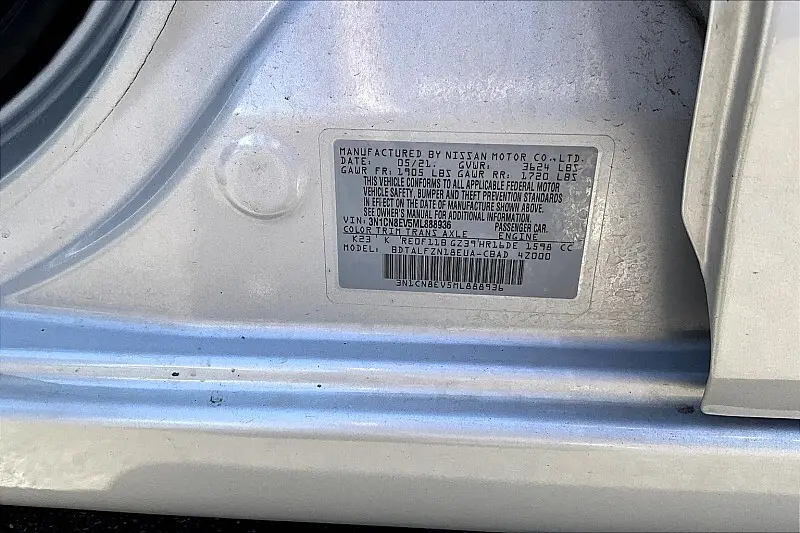 MANUFACTURED BY NISSAN MOTOR CO.,LTD.
DATE: 05/21. GVWR: 3624 LBS
GAWR FR: 1905 LBS GAWR RR: 1720 LBS
THIS VEHICLE CONFORMS TO ALL APPLICABLE FEDERAL MOTOR
VEHICLE SAFETY, BUMPER AND THEFT PREVENTION STANDARDS
IN EFFECT ON THE DATE OF MANUFACTURE SHOWN ABOVE.
SEE OWNER'S MANUAL FOR ADDITIONAL INFORMATION.
VIN: 3N1CN8EV5ML888936 PASSENGER CAR.
COLOR TRIM TRANS AXLE ENGINE
K23 K RE0F11B GZ39 HR16DE 1598 CC
MODEL: BDTALFZN18EUA-CBAD 4Z000
3N1CN8EV5ML888936